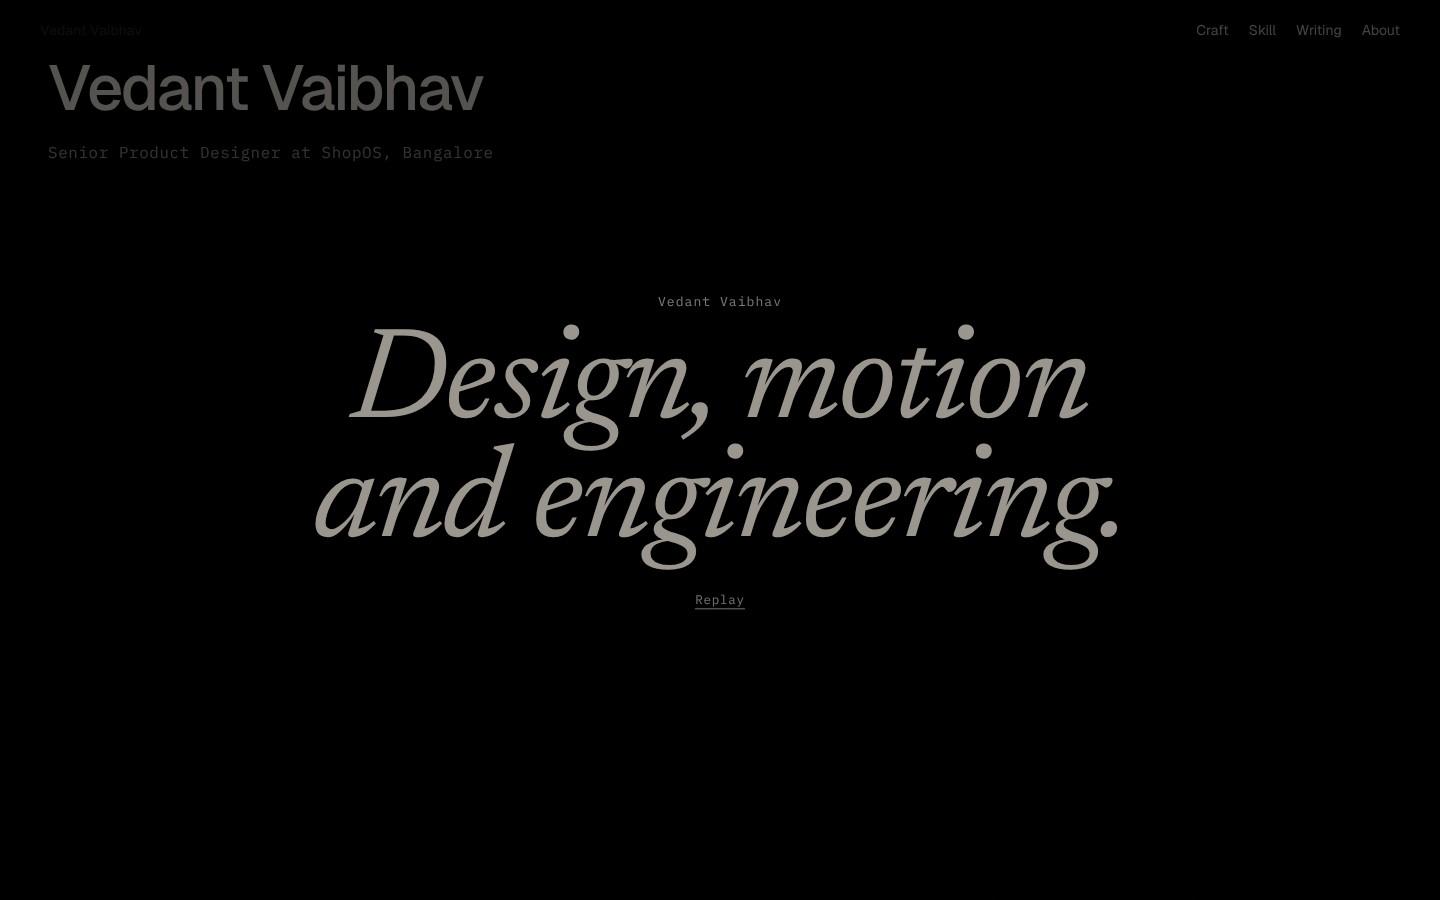 Vedant Vaibhav
Craft Skill Writing About
Vedant Vaibhav
Senior Product Designer at ShopOS, Bangalore
Vedant Vaibhav
Design, motion
and engineering.
Replay